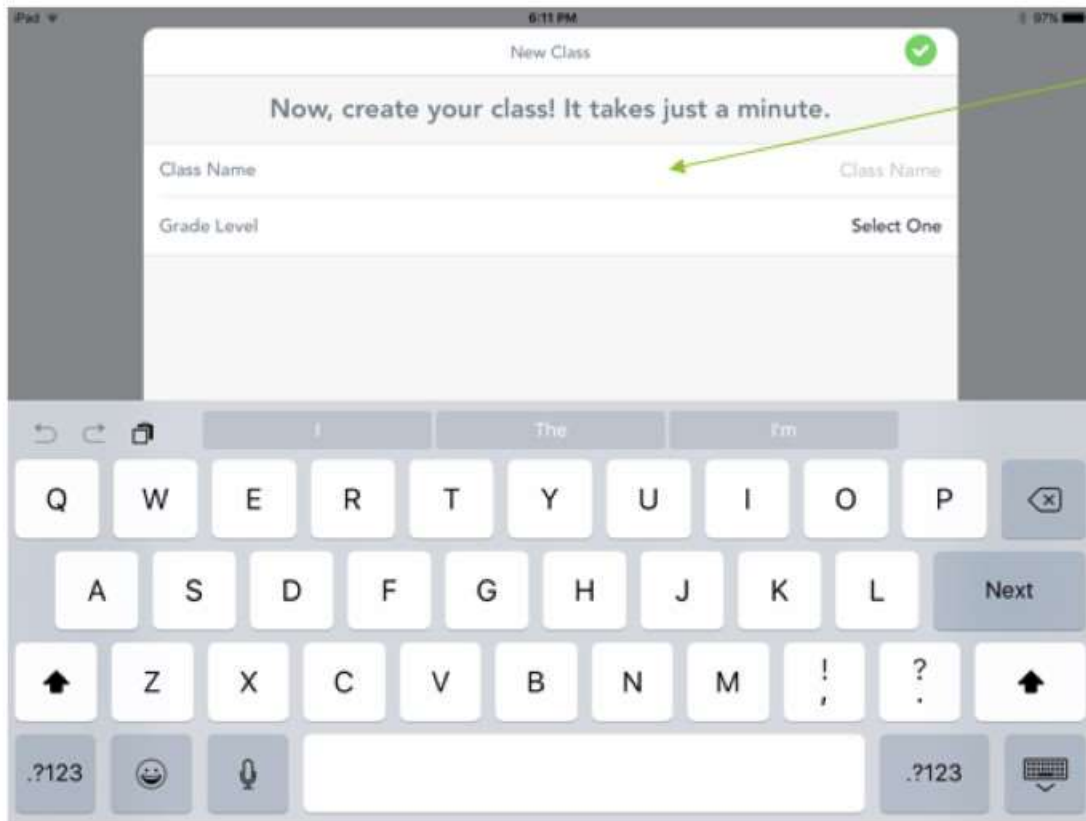 iPad 6:11 PM 97%
New Class
Now, create your class! It takes just a minute.
Class Name Class Name
Grade Level Select One
I The I'm
Q W E R T Y U I O P
A S D F G H J K L Next
Z X C V B N M ! , ? .
.?123 .?123